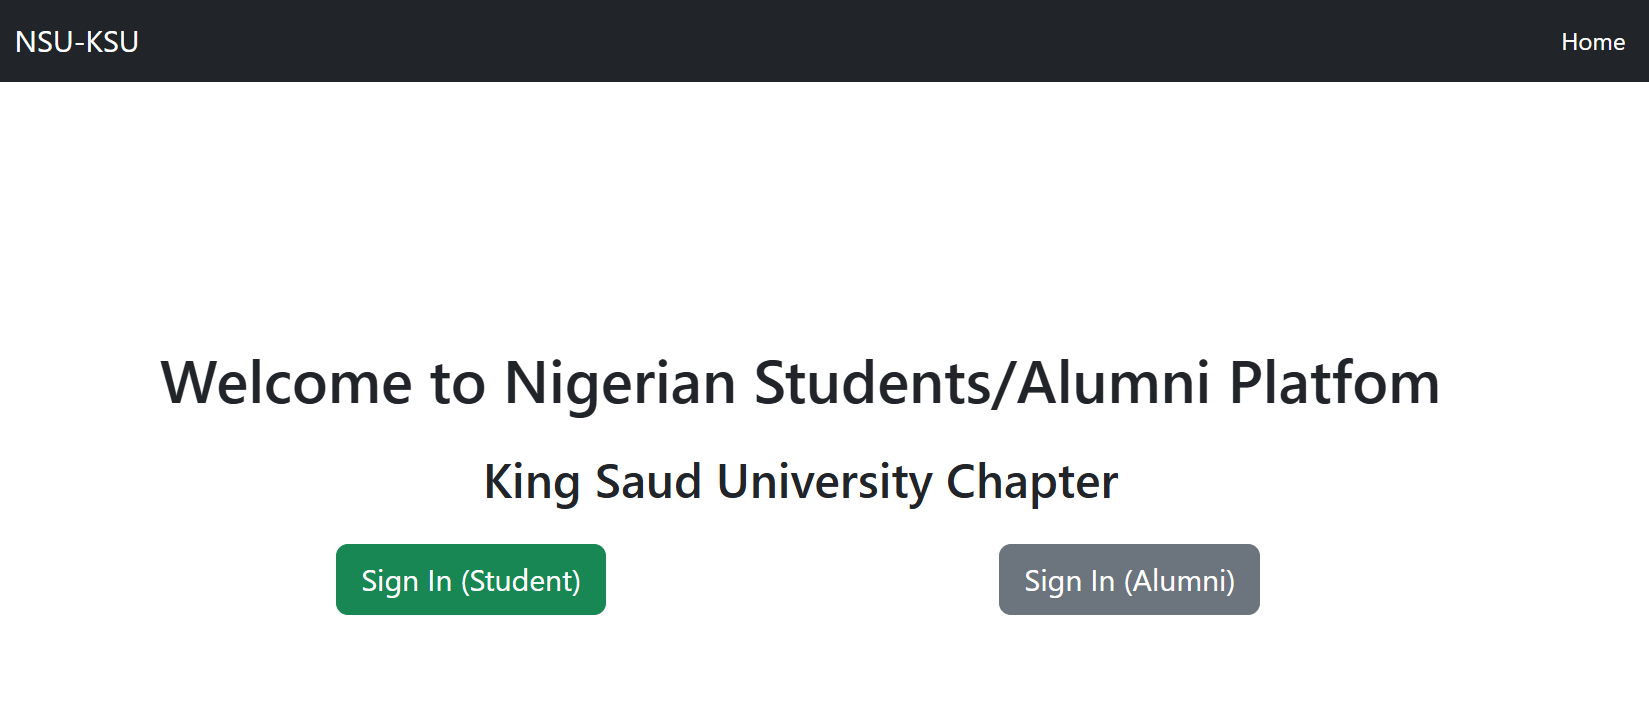 NSU-KSU
Home
Welcome to Nigerian Students/Alumni Platfom
King Saud University Chapter
Sign In (Student)
Sign In (Alumni)